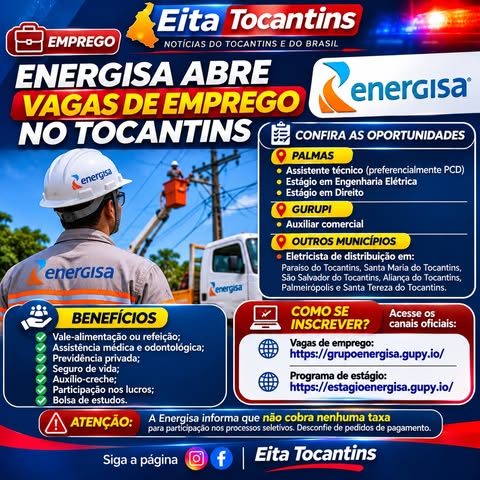 Eita Tocantins
NOTÍCIAS DO TOCANTINS E DO BRASIL
EMPREGO
ENERGISA ABRE
VAGAS DE EMPREGO
NO TOCANTINS
energisa
CONFIRA AS OPORTUNIDADES
PALMAS
• Assistente técnico (preferencialmente PCD)
• Estágio em Engenharia Elétrica
• Estágio em Direito
GURUPI
• Auxiliar comercial
OUTROS MUNICÍPIOS
• Eletricista de distribuição em:
Paraíso do Tocantins, Santa Maria do Tocantins,
São Salvador do Tocantins, Aliança do Tocantins,
Palmeirópolis e Santa Tereza do Tocantins.
energisa
energisa
energisa
BENEFÍCIOS
Vale-alimentação ou refeição;
Assistência médica e odontológica;
Previdência privada;
Seguro de vida;
Auxílio-creche;
Participação nos lucros;
Bolsa de estudos.
COMO SE
INSCREVER?
Acesse os
canais oficiais:
Vagas de emprego:
https://grupoenergisa.gupy.io/
Programa de estágio:
https://estagioenergisa.gupy.io/
ATENÇÃO:
A Energisa informa que não cobra nenhuma taxa
para participação nos processos seletivos. Desconfie de pedidos de pagamento.
Siga a página
Eita Tocantins